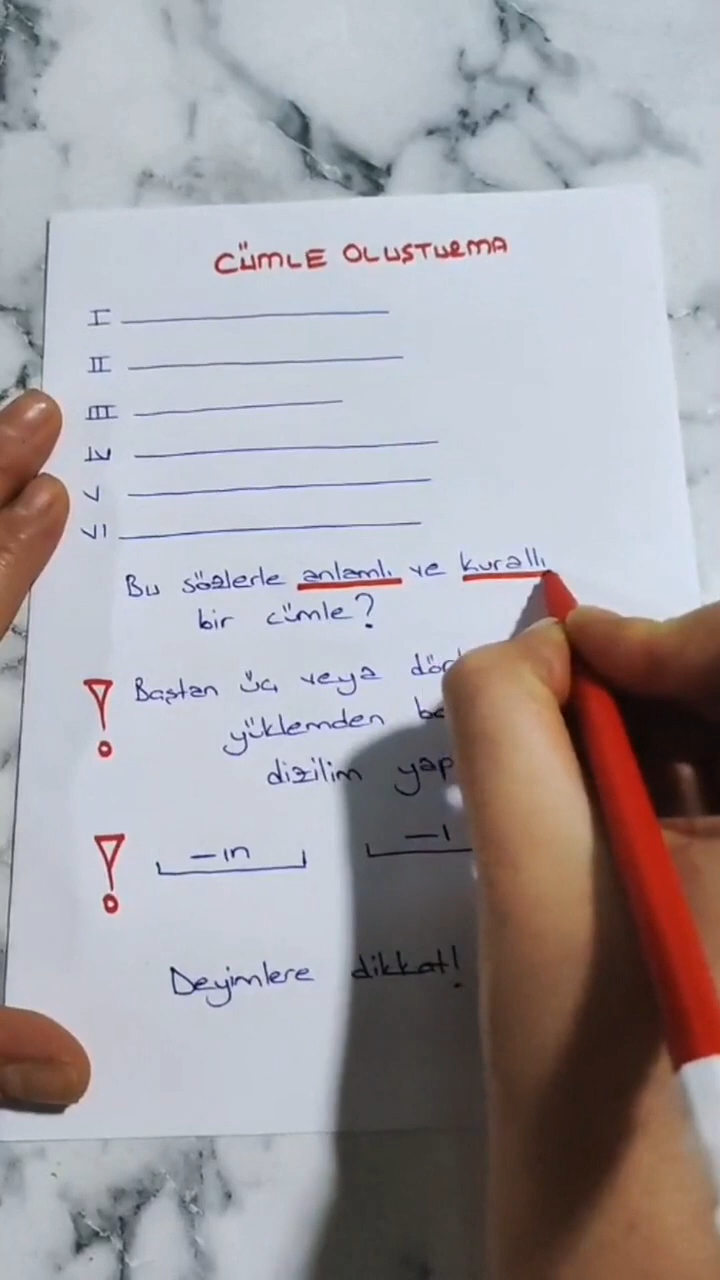 CÜMLE OLUŞTURMA
I
II
III
IV
V
VI
Bu sözlerle anlamlı ve kurallı
bir cümle?
! Baştan üç veya
yüklemden
dizilim
! -ın -ı
Deyimlere dikkat!